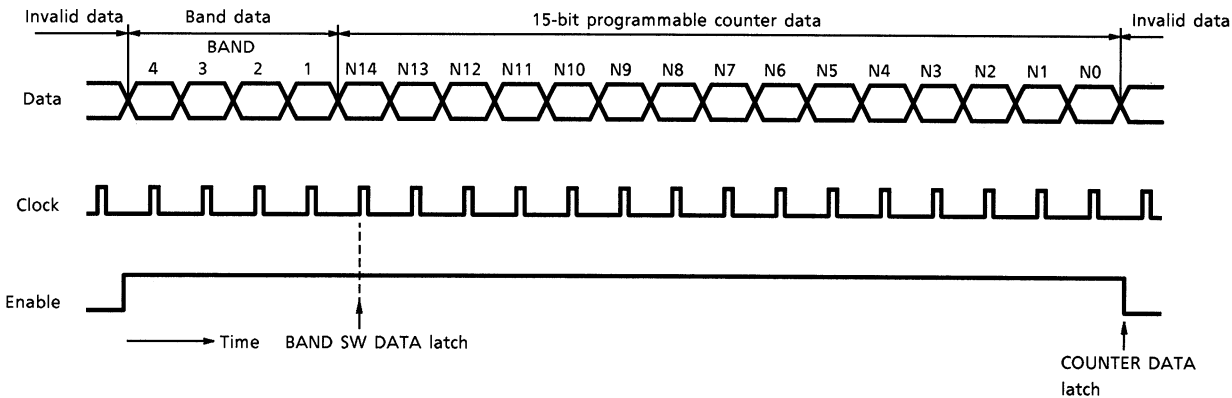 Invalid data Band data 15-bit programmable counter data Invalid data
BAND
4 3 2 1 N14 N13 N12 N11 N10 N9 N8 N7 N6 N5 N4 N3 N2 N1 N0
Data
Clock
Enable
Time BAND SW DATA latch
COUNTER DATA
latch